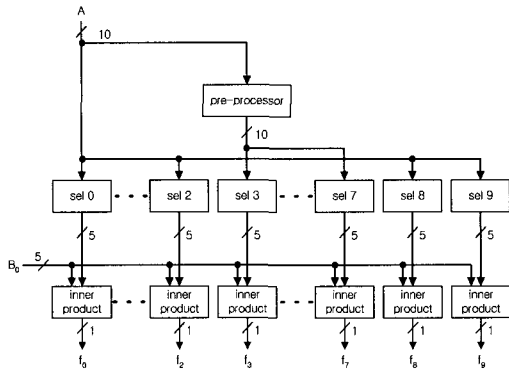 A
10
pre-processor
10
sel 0
sel 2
sel 3
sel 7
sel 8
sel 9
5
5
5
5
5
5
B₀
5
inner product
inner product
inner product
inner product
inner product
inner product
1
1
1
1
1
1
f₀
f₂
f₃
f₇
f₈
f₉